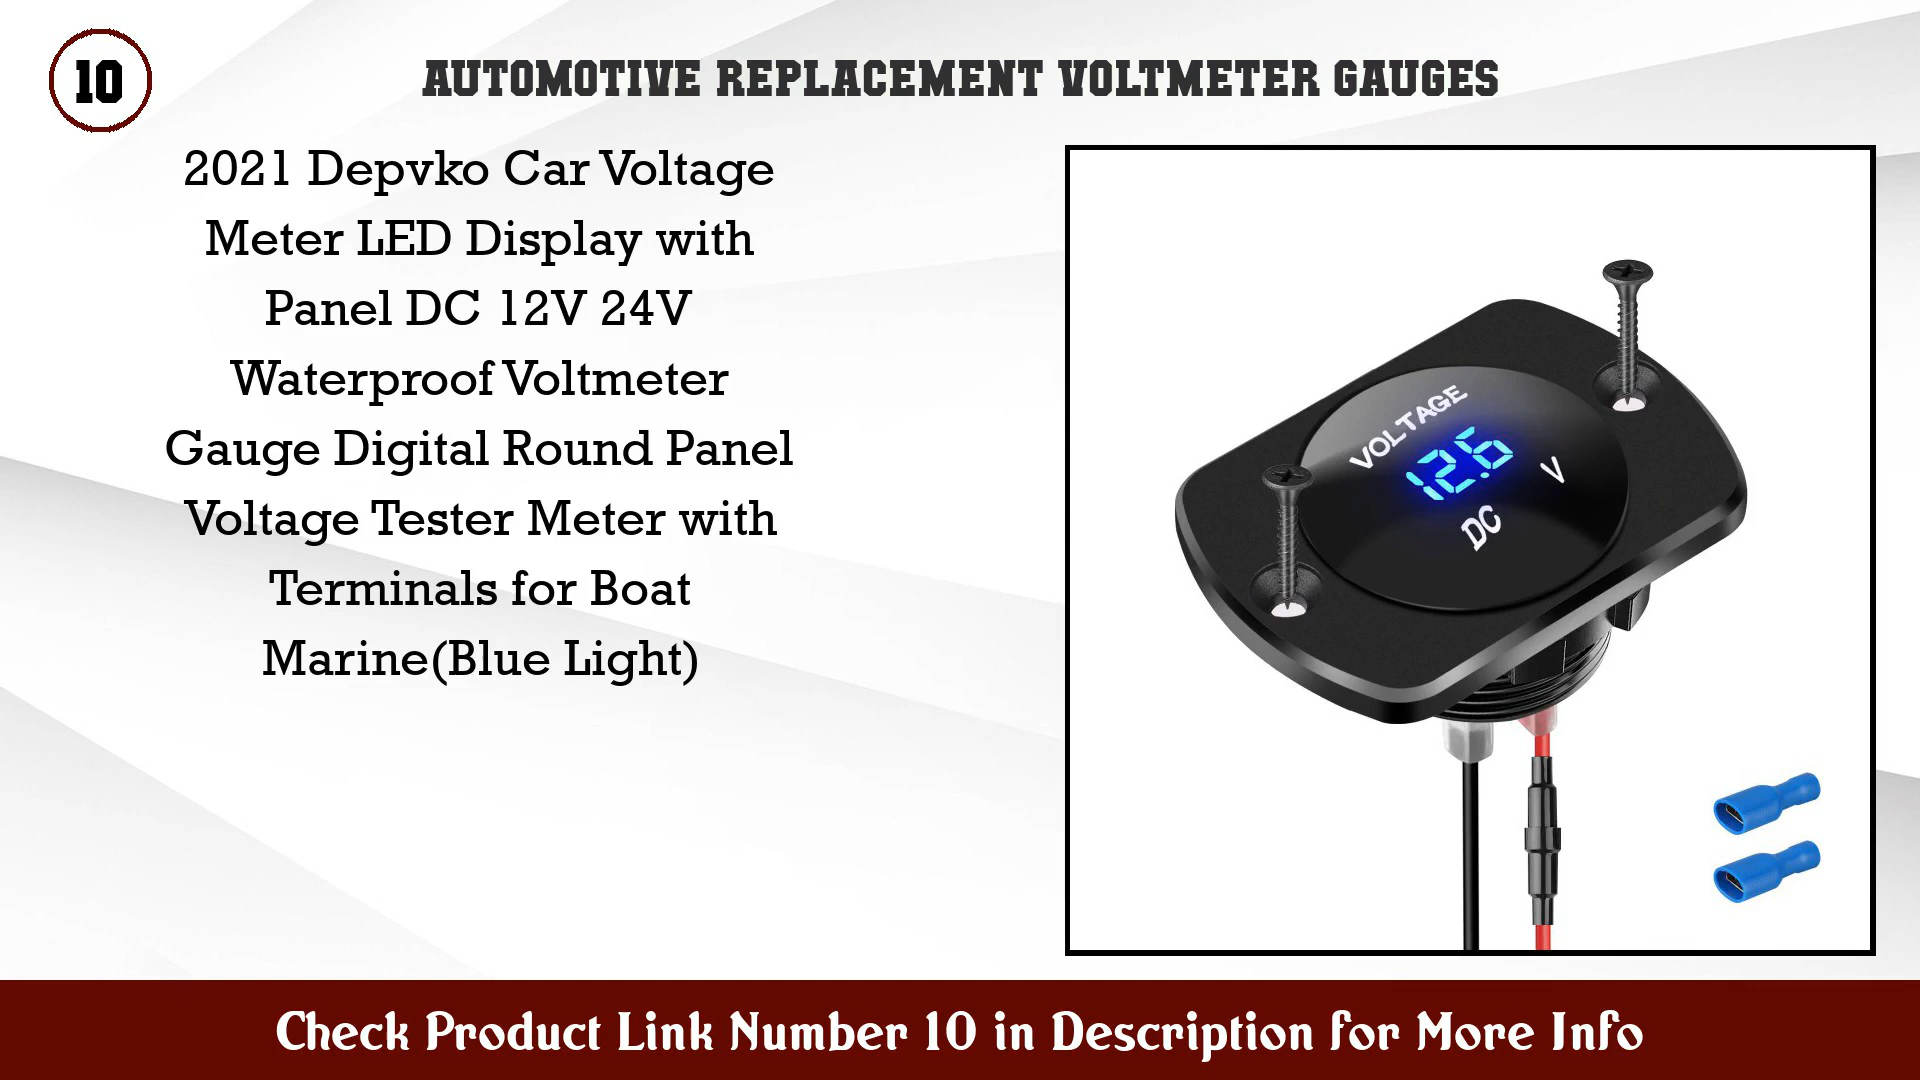 10
AUTOMOTIVE REPLACEMENT VOLTMETER GAUGES
2021 Depvko Car Voltage
Meter LED Display with
Panel DC 12V 24V
Waterproof Voltmeter
Gauge Digital Round Panel
Voltage Tester Meter with
Terminals for Boat
Marine(Blue Light)
VOLTAGE
12.6
V
DC
Check Product Link Number 10 in Description for More Info